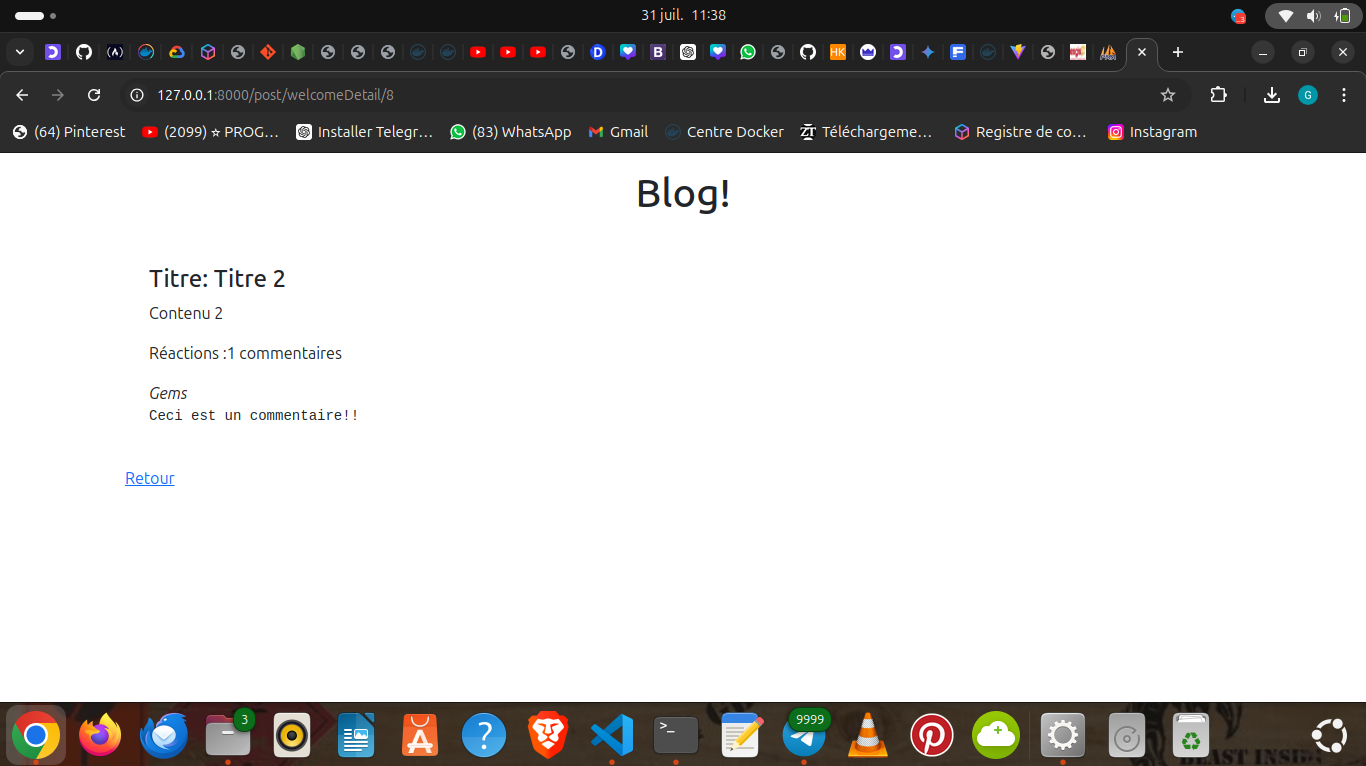 31 juil. 11:38
127.0.0.1:8000/post/welcomeDetail/8
G
(64) Pinterest
(2099) ⭐ PROG…
Installer Telegr…
(83) WhatsApp
Gmail
Centre Docker
Téléchargeme…
Registre de co…
Instagram
Blog!
Titre: Titre 2
Contenu 2
Réactions :1 commentaires
Gems
Ceci est un commentaire!!
Retour
3
9999